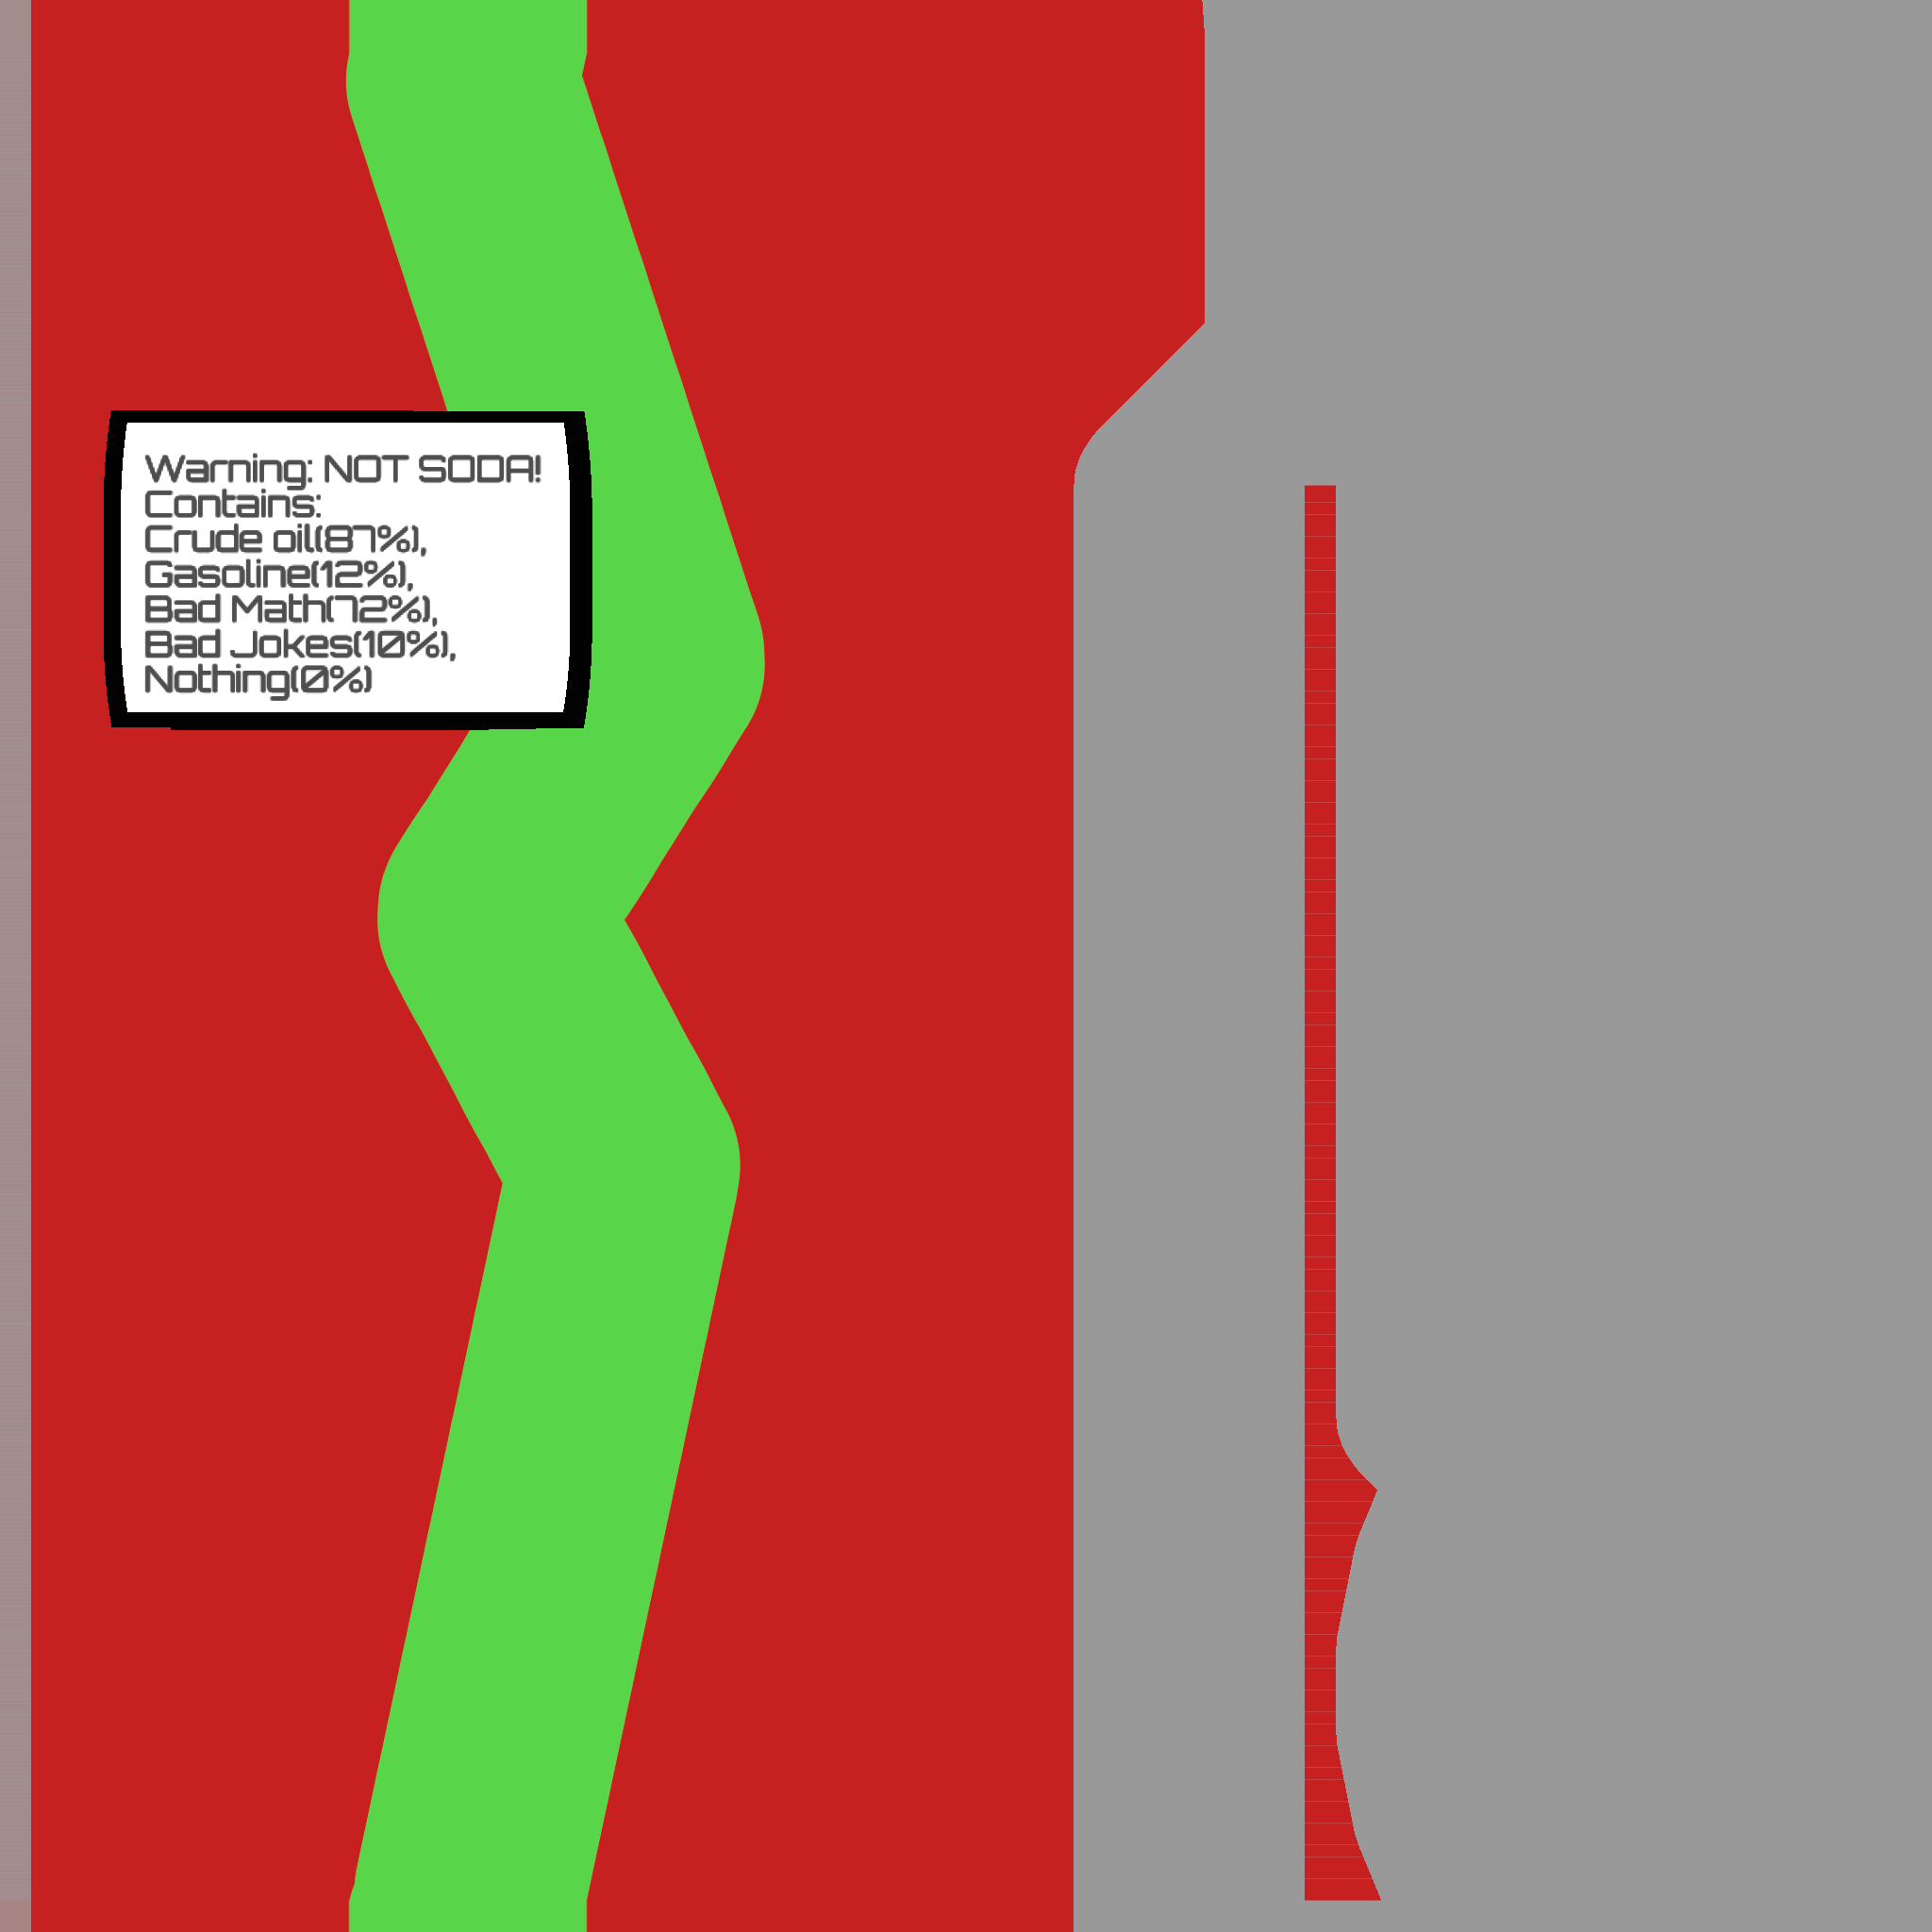 Warning: NOT SODA!
Contains:
Crude oil(87%),
Gasoline(12%),
Bad Math(72%),
Bad Jokes(10%),
Nothing(0%)